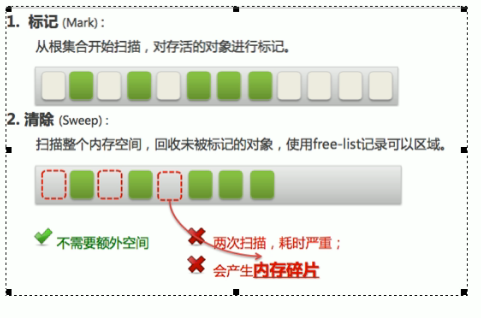 1. 标记 (Mark) :
从根集合开始扫描，对存活的对象进行标记。
2. 清除 (Sweep) :
扫描整个内存空间，回收未被标记的对象，使用free-list记录可以区域。
不需要额外空间
两次扫描，耗时严重；
会产生内存碎片